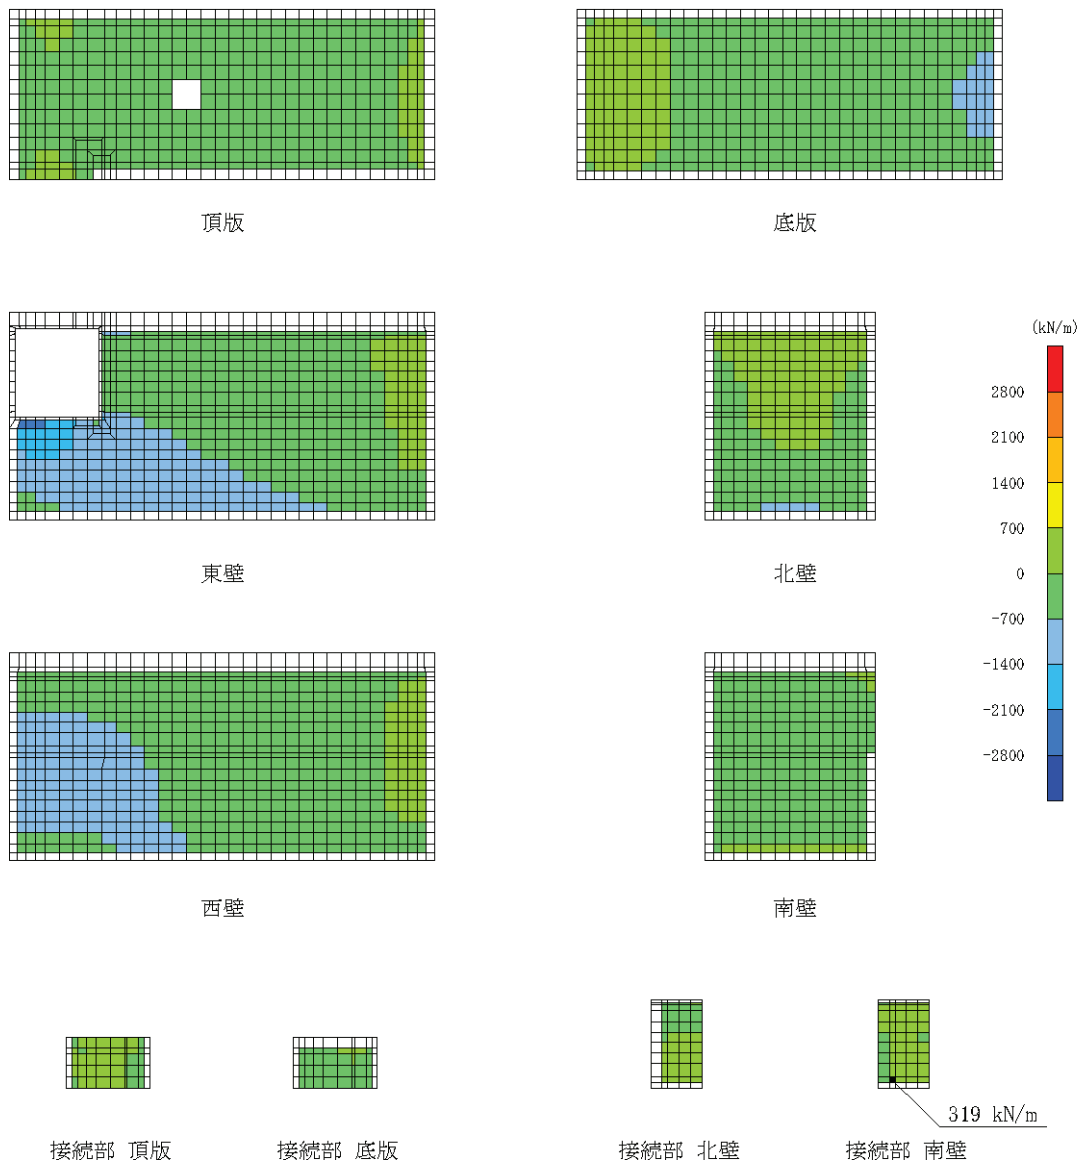 頂版
底版
(kN/m)
2800
2100
1400
700
0
-700
-1400
-2100
-2800
東壁
北壁
西壁
南壁
319 kN/m
接続部 頂版
接続部 底版
接続部 北壁
接続部 南壁